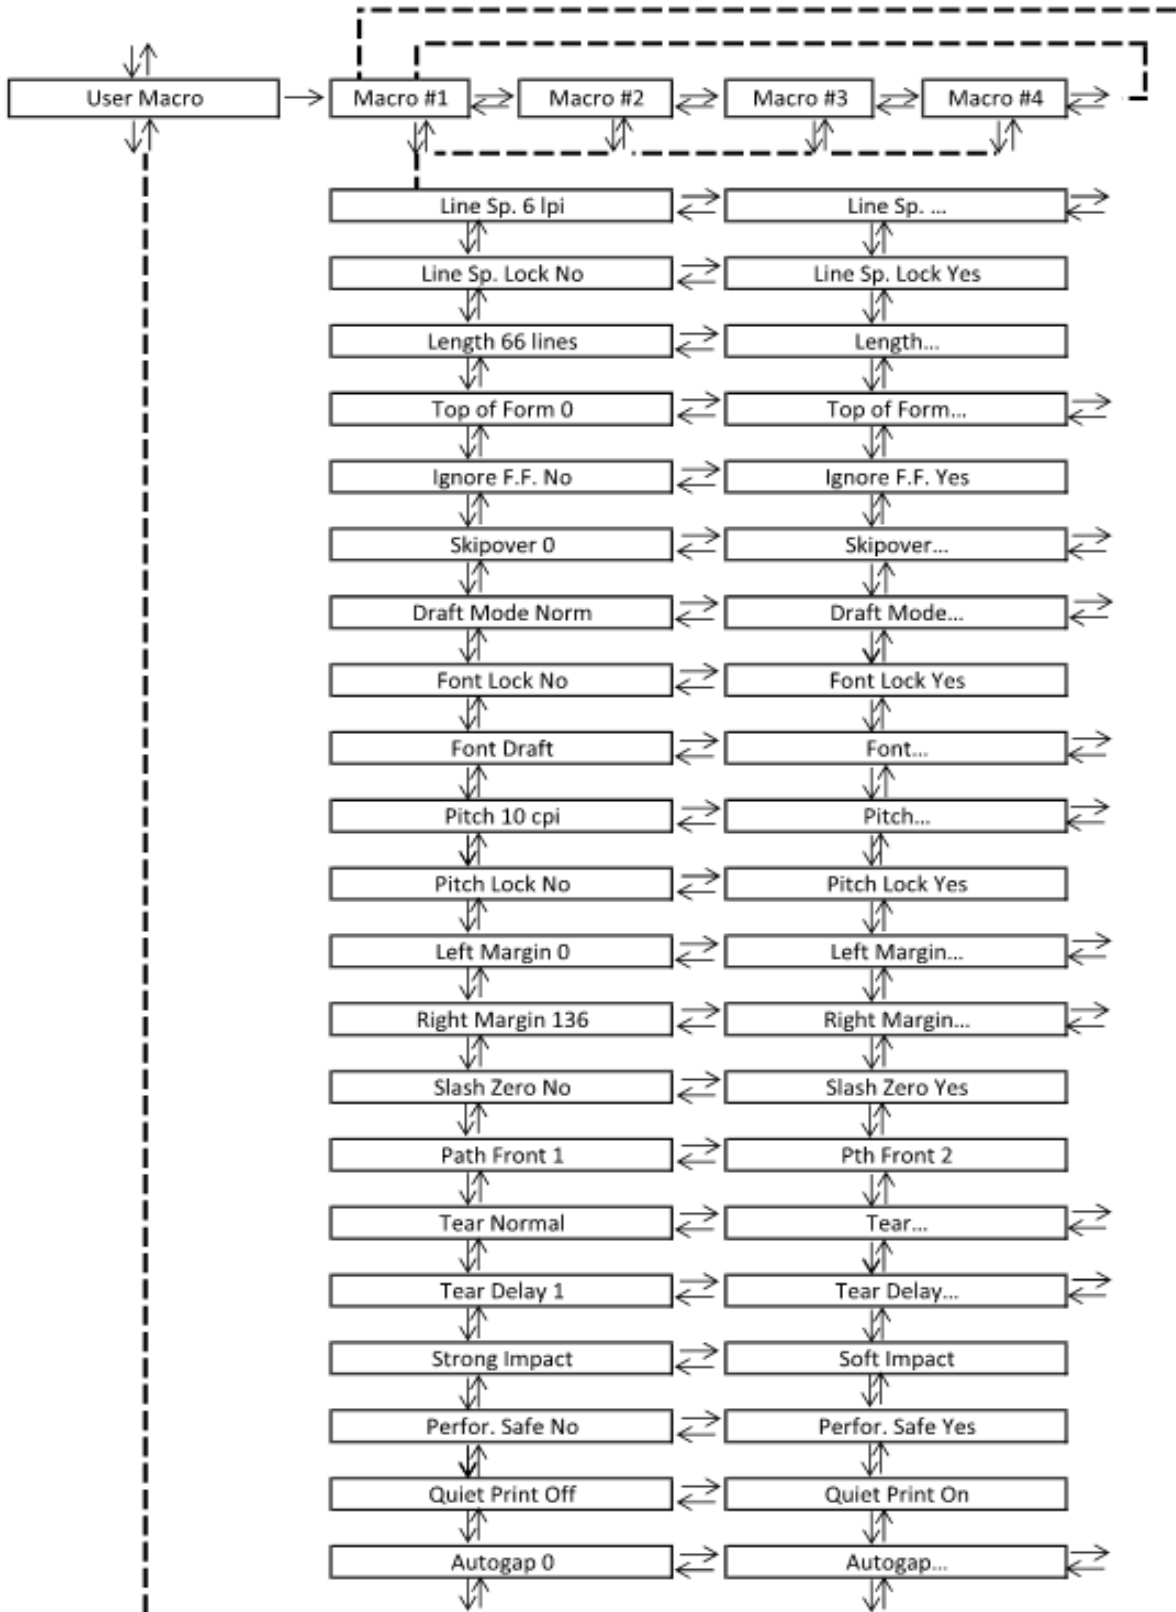 User Macro Macro #1 Macro #2 Macro #3 Macro #4
Line Sp. 6 lpi Line Sp. ...
Line Sp. Lock No Line Sp. Lock Yes
Length 66 lines Length...
Top of Form 0 Top of Form...
Ignore F.F. No Ignore F.F. Yes
Skipover 0 Skipover...
Draft Mode Norm Draft Mode...
Font Lock No Font Lock Yes
Font Draft Font...
Pitch 10 cpi Pitch...
Pitch Lock No Pitch Lock Yes
Left Margin 0 Left Margin...
Right Margin 136 Right Margin...
Slash Zero No Slash Zero Yes
Path Front 1 Pth Front 2
Tear Normal Tear...
Tear Delay 1 Tear Delay...
Strong Impact Soft Impact
Perfor. Safe No Perfor. Safe Yes
Quiet Print Off Quiet Print On
Autogap 0 Autogap...